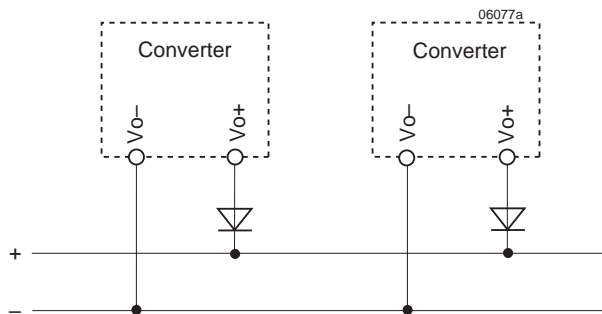 06077a
Converter
Converter
Vo–
Vo+
Vo–
Vo+
+
–